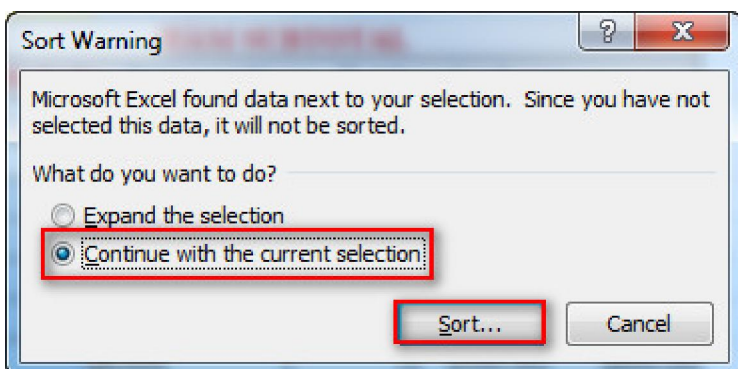 Sort Warning
Microsoft Excel found data next to your selection. Since you have not
selected this data, it will not be sorted.
What do you want to do?
Expand the selection
Continue with the current selection
Sort... Cancel